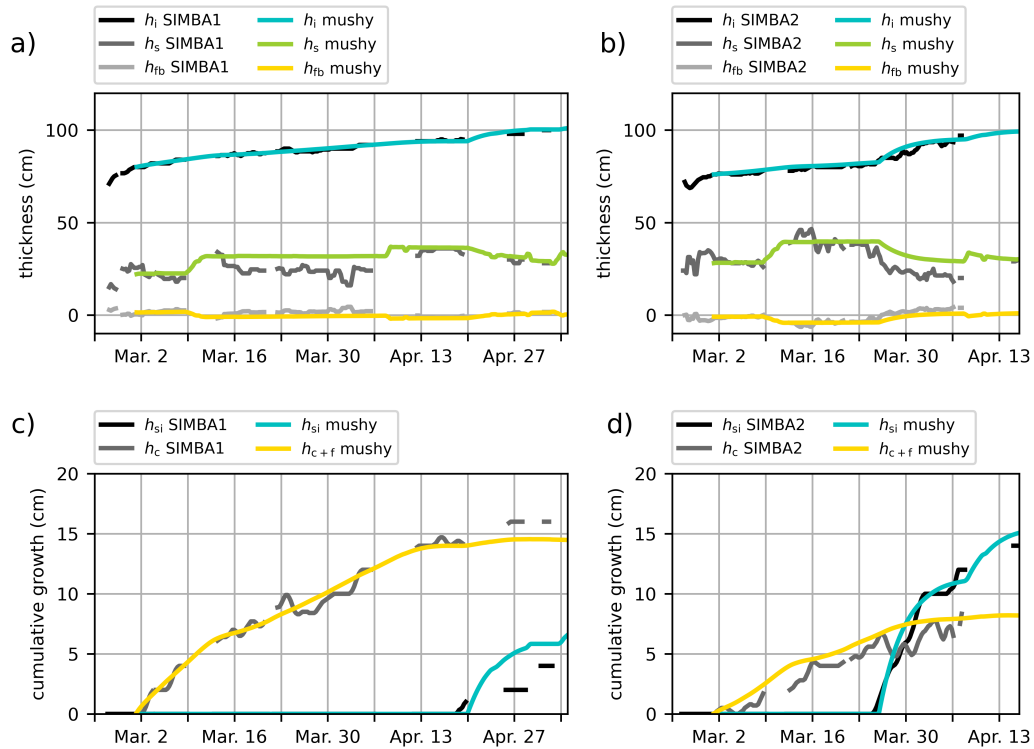 a)
h_i SIMBA1 h_i mushy
h_s SIMBA1 h_s mushy
h_fb SIMBA1 h_fb mushy
thickness (cm)
100
50
0
Mar. 2 Mar. 16 Mar. 30 Apr. 13 Apr. 27
b)
h_i SIMBA2 h_i mushy
h_s SIMBA2 h_s mushy
h_fb SIMBA2 h_fb mushy
thickness (cm)
100
50
0
Mar. 2 Mar. 16 Mar. 30 Apr. 13
c)
h_si SIMBA1 h_si mushy
h_c SIMBA1 h_c+f mushy
cumulative growth (cm)
20
15
10
5
0
Mar. 2 Mar. 16 Mar. 30 Apr. 13 Apr. 27
d)
h_si SIMBA2 h_si mushy
h_c SIMBA2 h_c+f mushy
cumulative growth (cm)
20
15
10
5
0
Mar. 2 Mar. 16 Mar. 30 Apr. 13